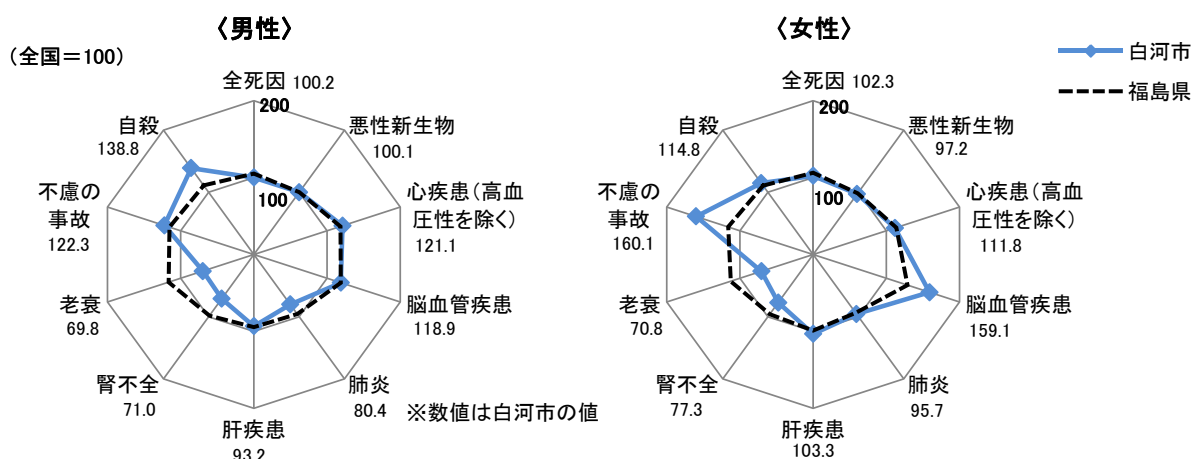 〈男性〉
(全国＝100)
全死因 100.2
200
100
悪性新生物
100.1
心疾患(高血
圧性を除く)
121.1
脳血管疾患
118.9
肺炎
80.4
※数値は白河市の値
肝疾患
93.2
腎不全
71.0
老衰
69.8
不慮の
事故
122.3
自殺
138.8
〈女性〉
全死因 102.3
200
100
悪性新生物
97.2
心疾患(高血
圧性を除く)
111.8
脳血管疾患
159.1
肺炎
95.7
肝疾患
103.3
腎不全
77.3
老衰
70.8
不慮の
事故
160.1
自殺
114.8
白河市
福島県